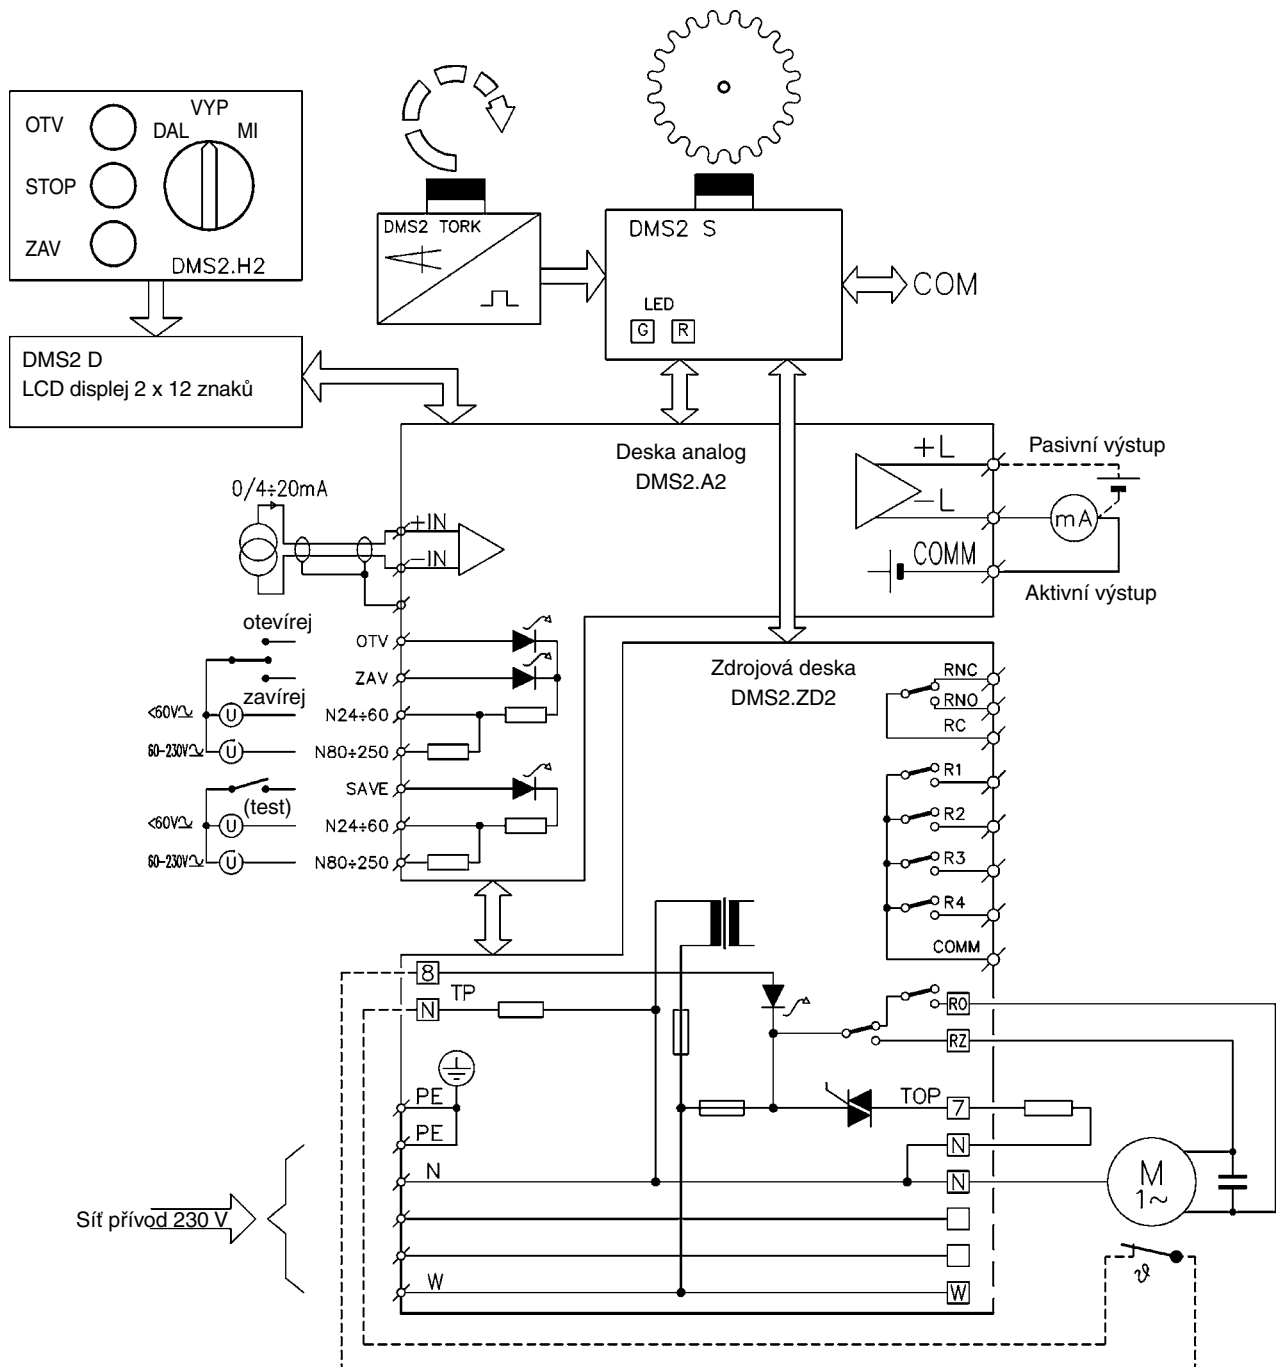 OTV
STOP
ZAV
DAL
VYP
MI
DMS2.H2
DMS2 D
LCD displej 2 x 12 znaků
DMS2 TORK
DMS2 S
LED
G R
COM
Deska analog
DMS2.A2
+L
−L
COMM
Pasivní výstup
mA
Aktivní výstup
0/4÷20mA
+IN
−IN
otevírej
OTV
ZAV
zavírej
<60V
U
N24÷60
60-230V
U
N80÷250
SAVE
(test)
<60V
U
N24÷60
60-230V
U
N80÷250
Zdrojová deska
DMS2.ZD2
RNC
RNO
RC
R1
R2
R3
R4
COMM
8
N
TP
RO
RZ
PE
PE
TOP
7
N
N
N
M
1~
Síť přívod 230 V
W
W
ϑ